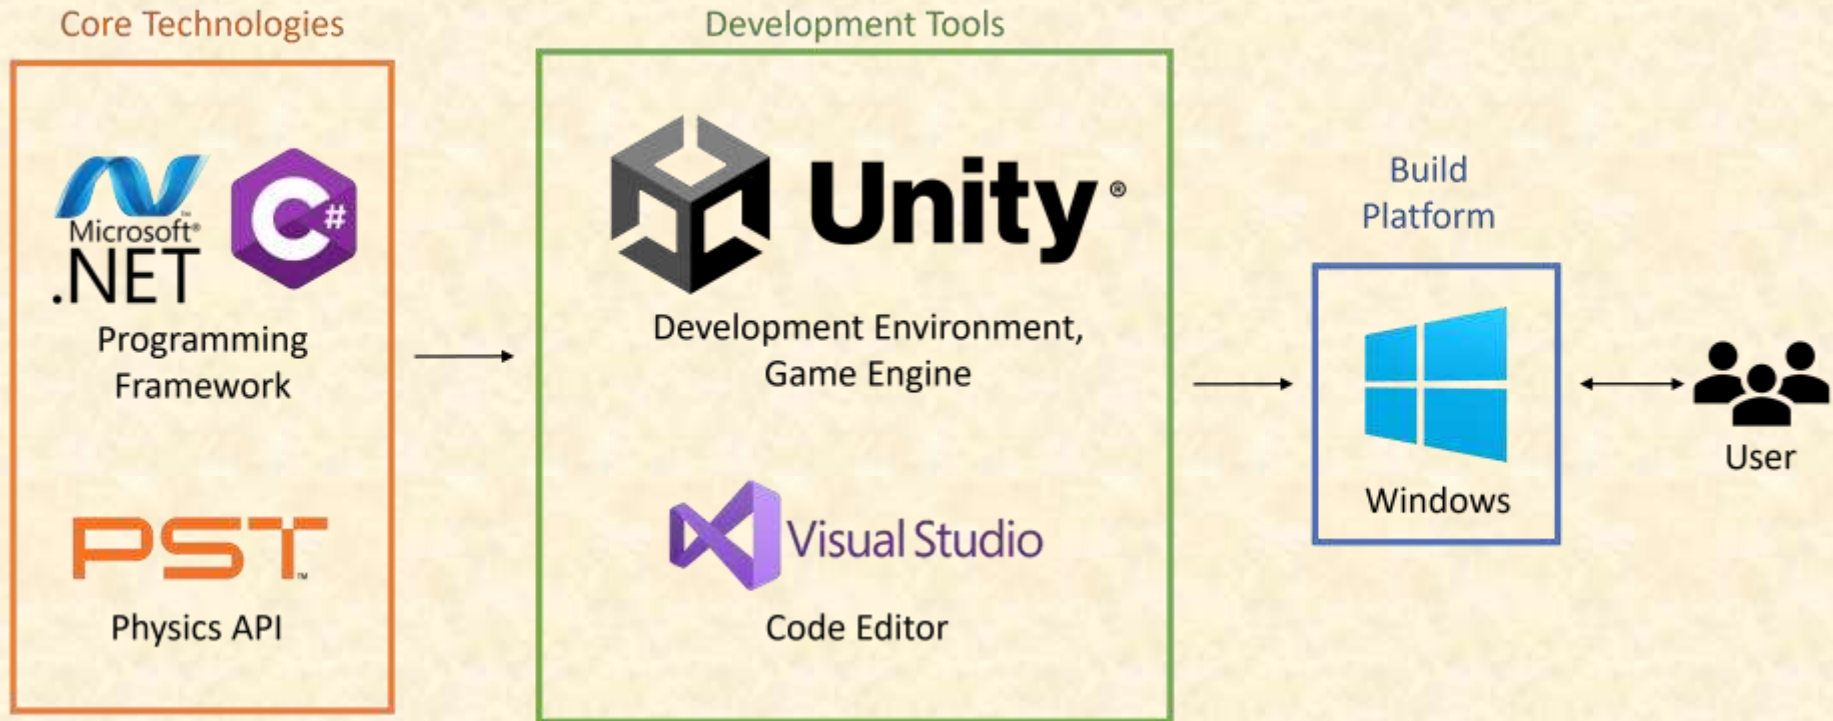 Core Technologies
Microsoft®
.NET
C#
Programming
Framework
PST™
Physics API
Development Tools
Unity®
Development Environment,
Game Engine
Visual Studio
Code Editor
Build
Platform
Windows
User